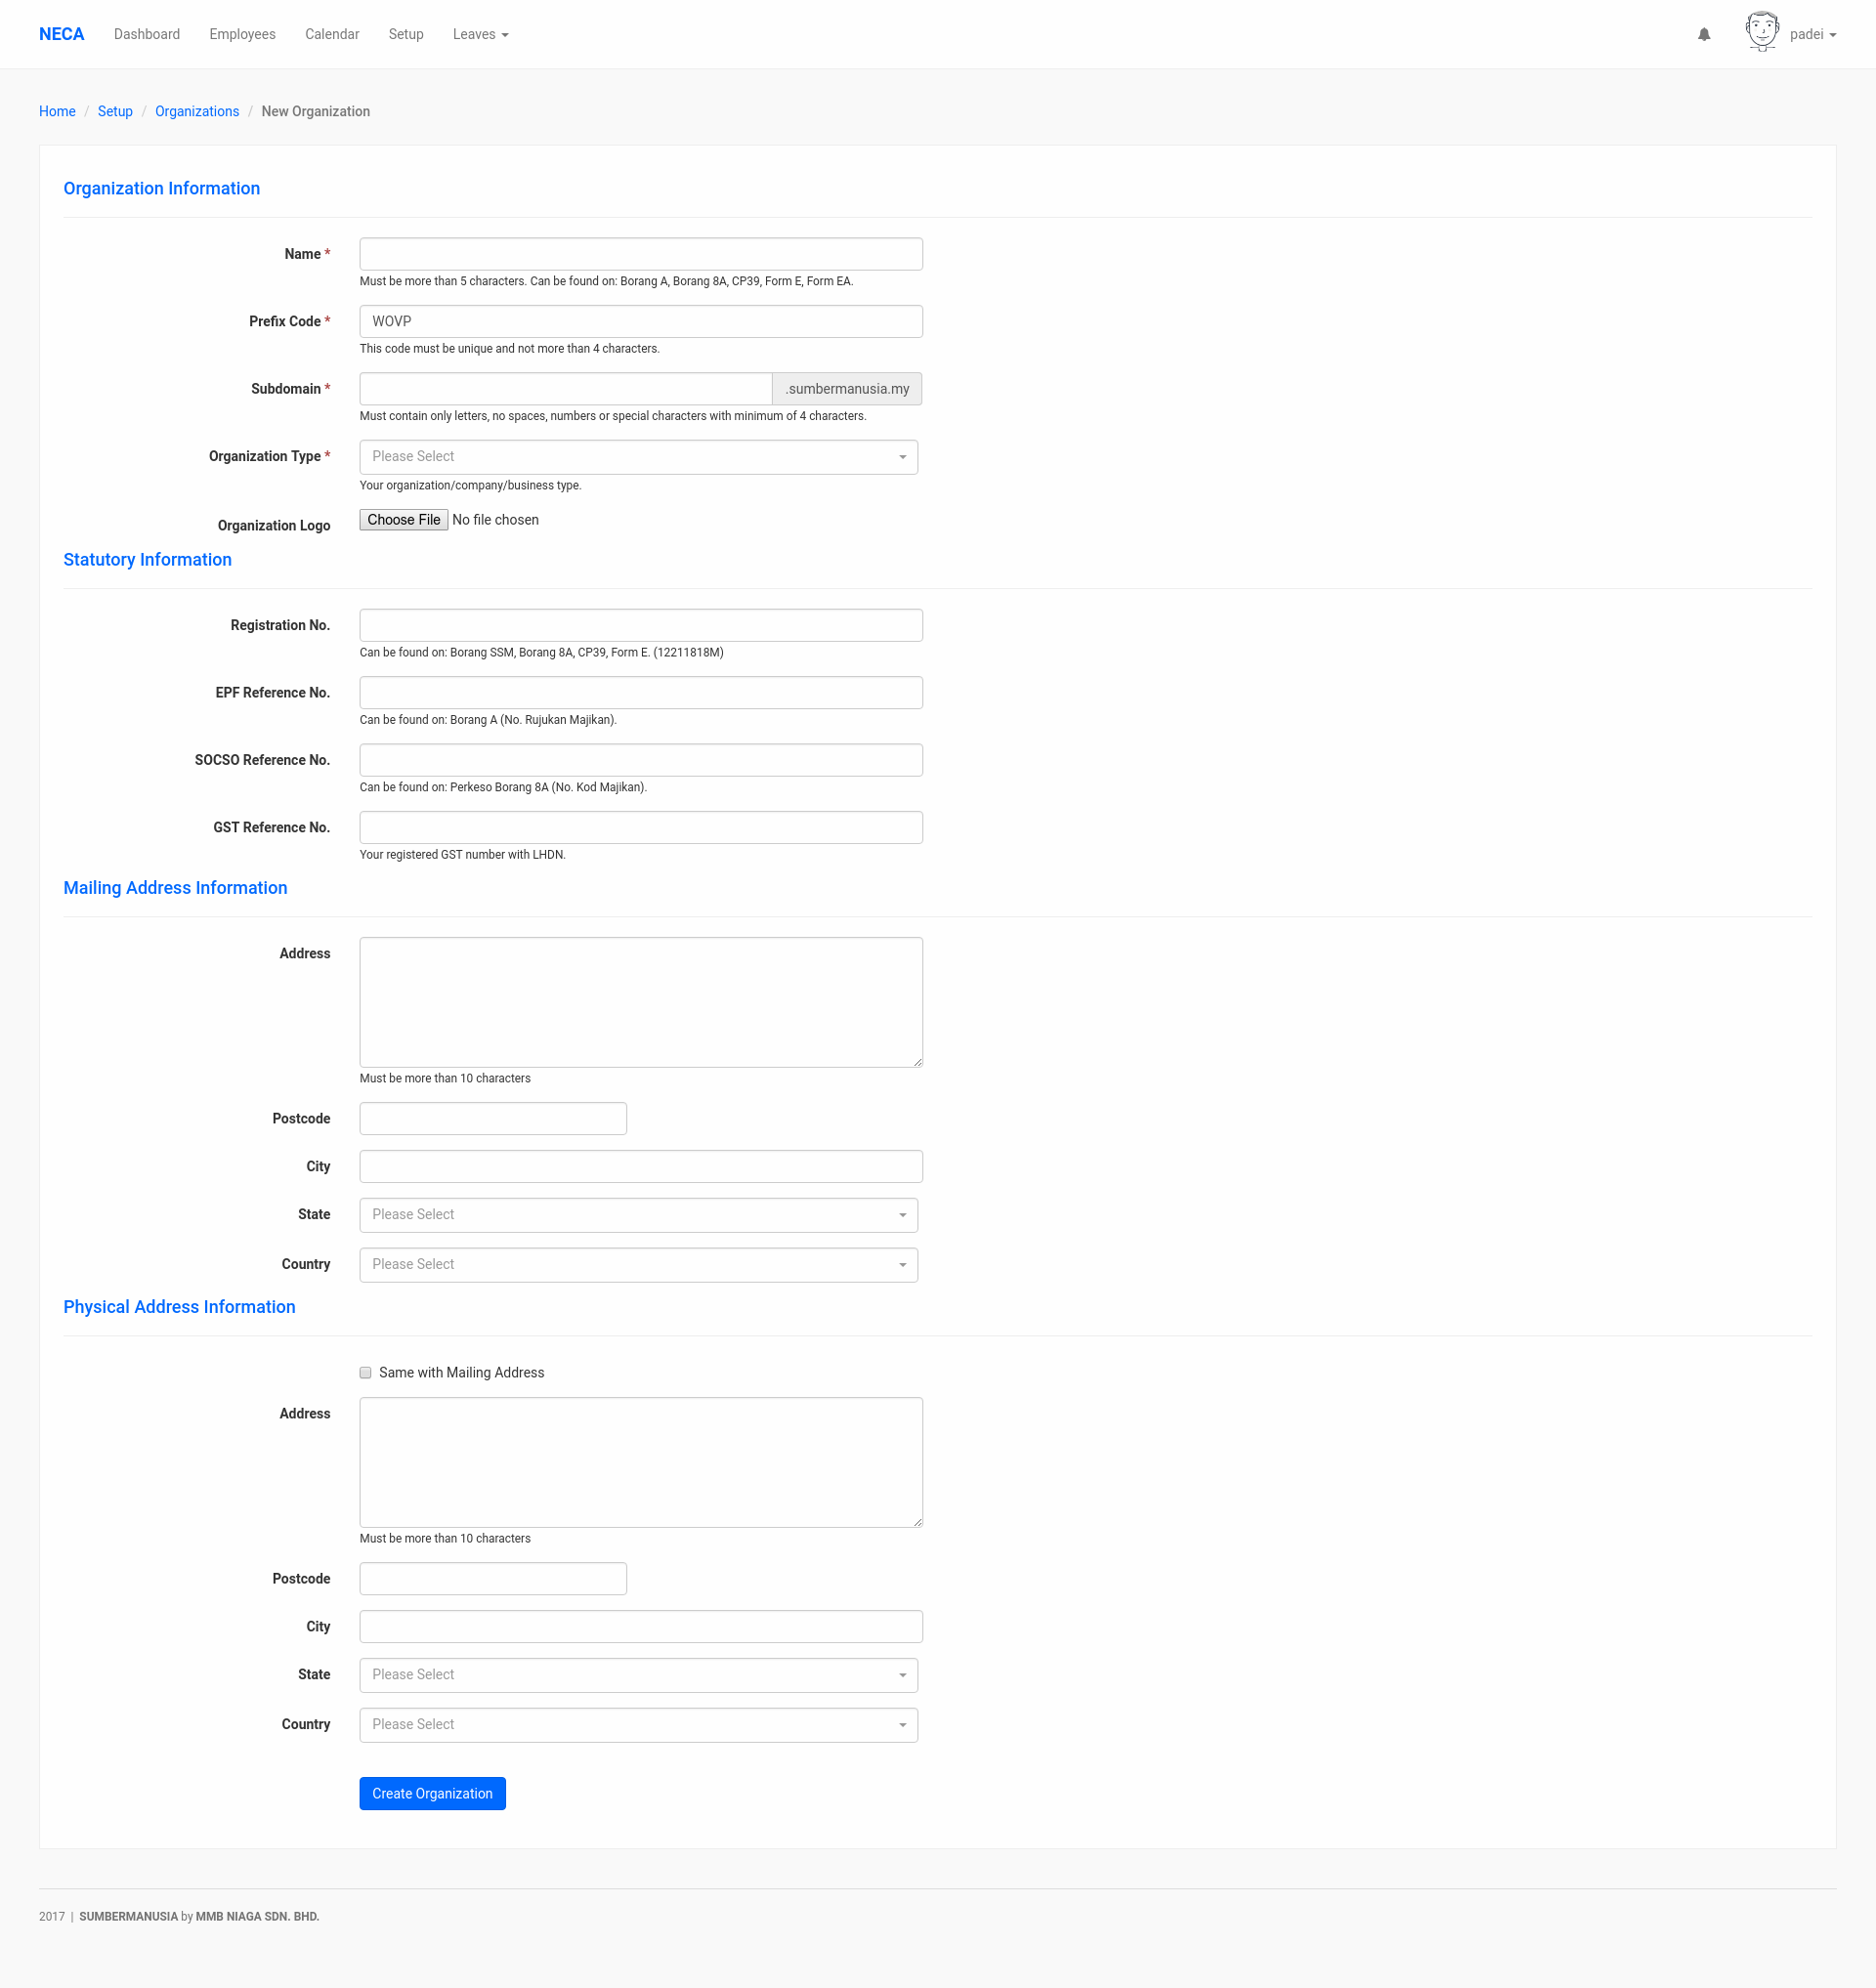 NECA Dashboard Employees Calendar Setup Leaves padei
Home / Setup / Organizations / New Organization
Organization Information
Name *
Must be more than 5 characters. Can be found on: Borang A, Borang 8A, CP39, Form E, Form EA.
Prefix Code * WOVP
This code must be unique and not more than 4 characters.
Subdomain * .sumbermanusia.my
Must contain only letters, no spaces, numbers or special characters with minimum of 4 characters.
Organization Type * Please Select
Your organization/company/business type.
Organization Logo Choose File No file chosen
Statutory Information
Registration No.
Can be found on: Borang SSM, Borang 8A, CP39, Form E. (12211818M)
EPF Reference No.
Can be found on: Borang A (No. Rujukan Majikan).
SOCSO Reference No.
Can be found on: Perkeso Borang 8A (No. Kod Majikan).
GST Reference No.
Your registered GST number with LHDN.
Mailing Address Information
Address
Must be more than 10 characters
Postcode
City
State Please Select
Country Please Select
Physical Address Information
Same with Mailing Address
Address
Must be more than 10 characters
Postcode
City
State Please Select
Country Please Select
Create Organization
2017 | SUMBERMANUSIA by MMB NIAGA SDN. BHD.